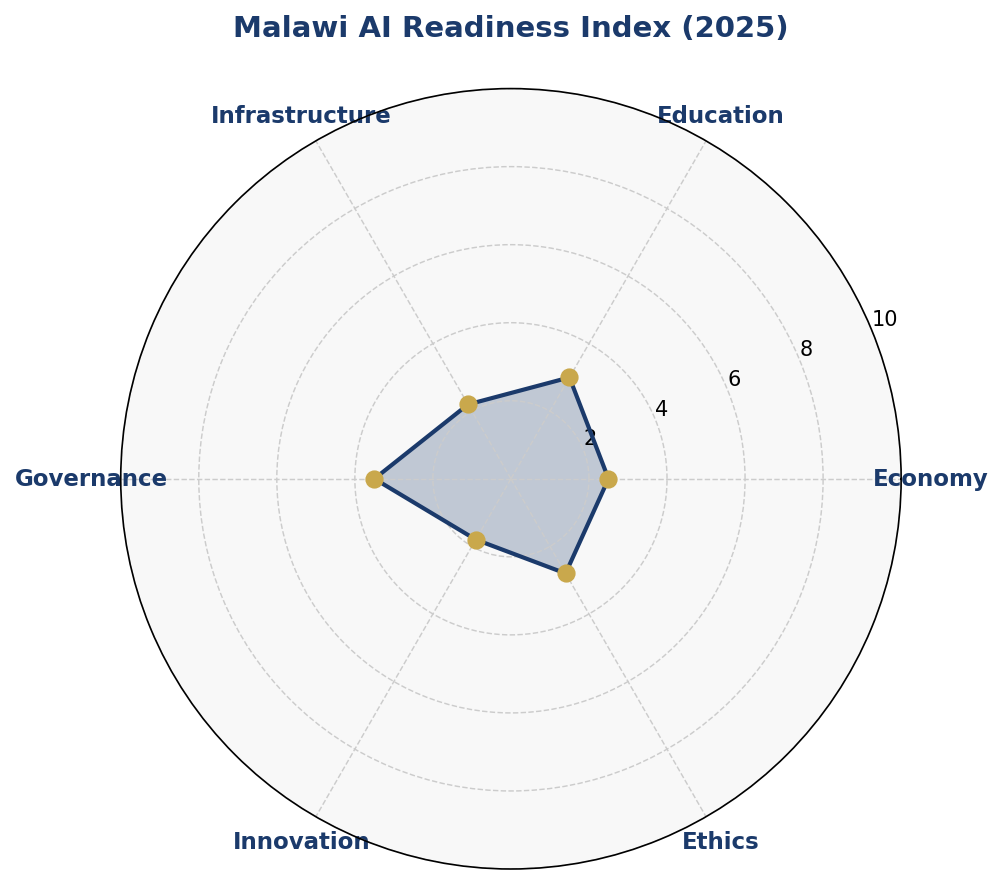 Malawi AI Readiness Index (2025)
Infrastructure
Education
10
8
6
4
2
Governance
Economy
Innovation
Ethics